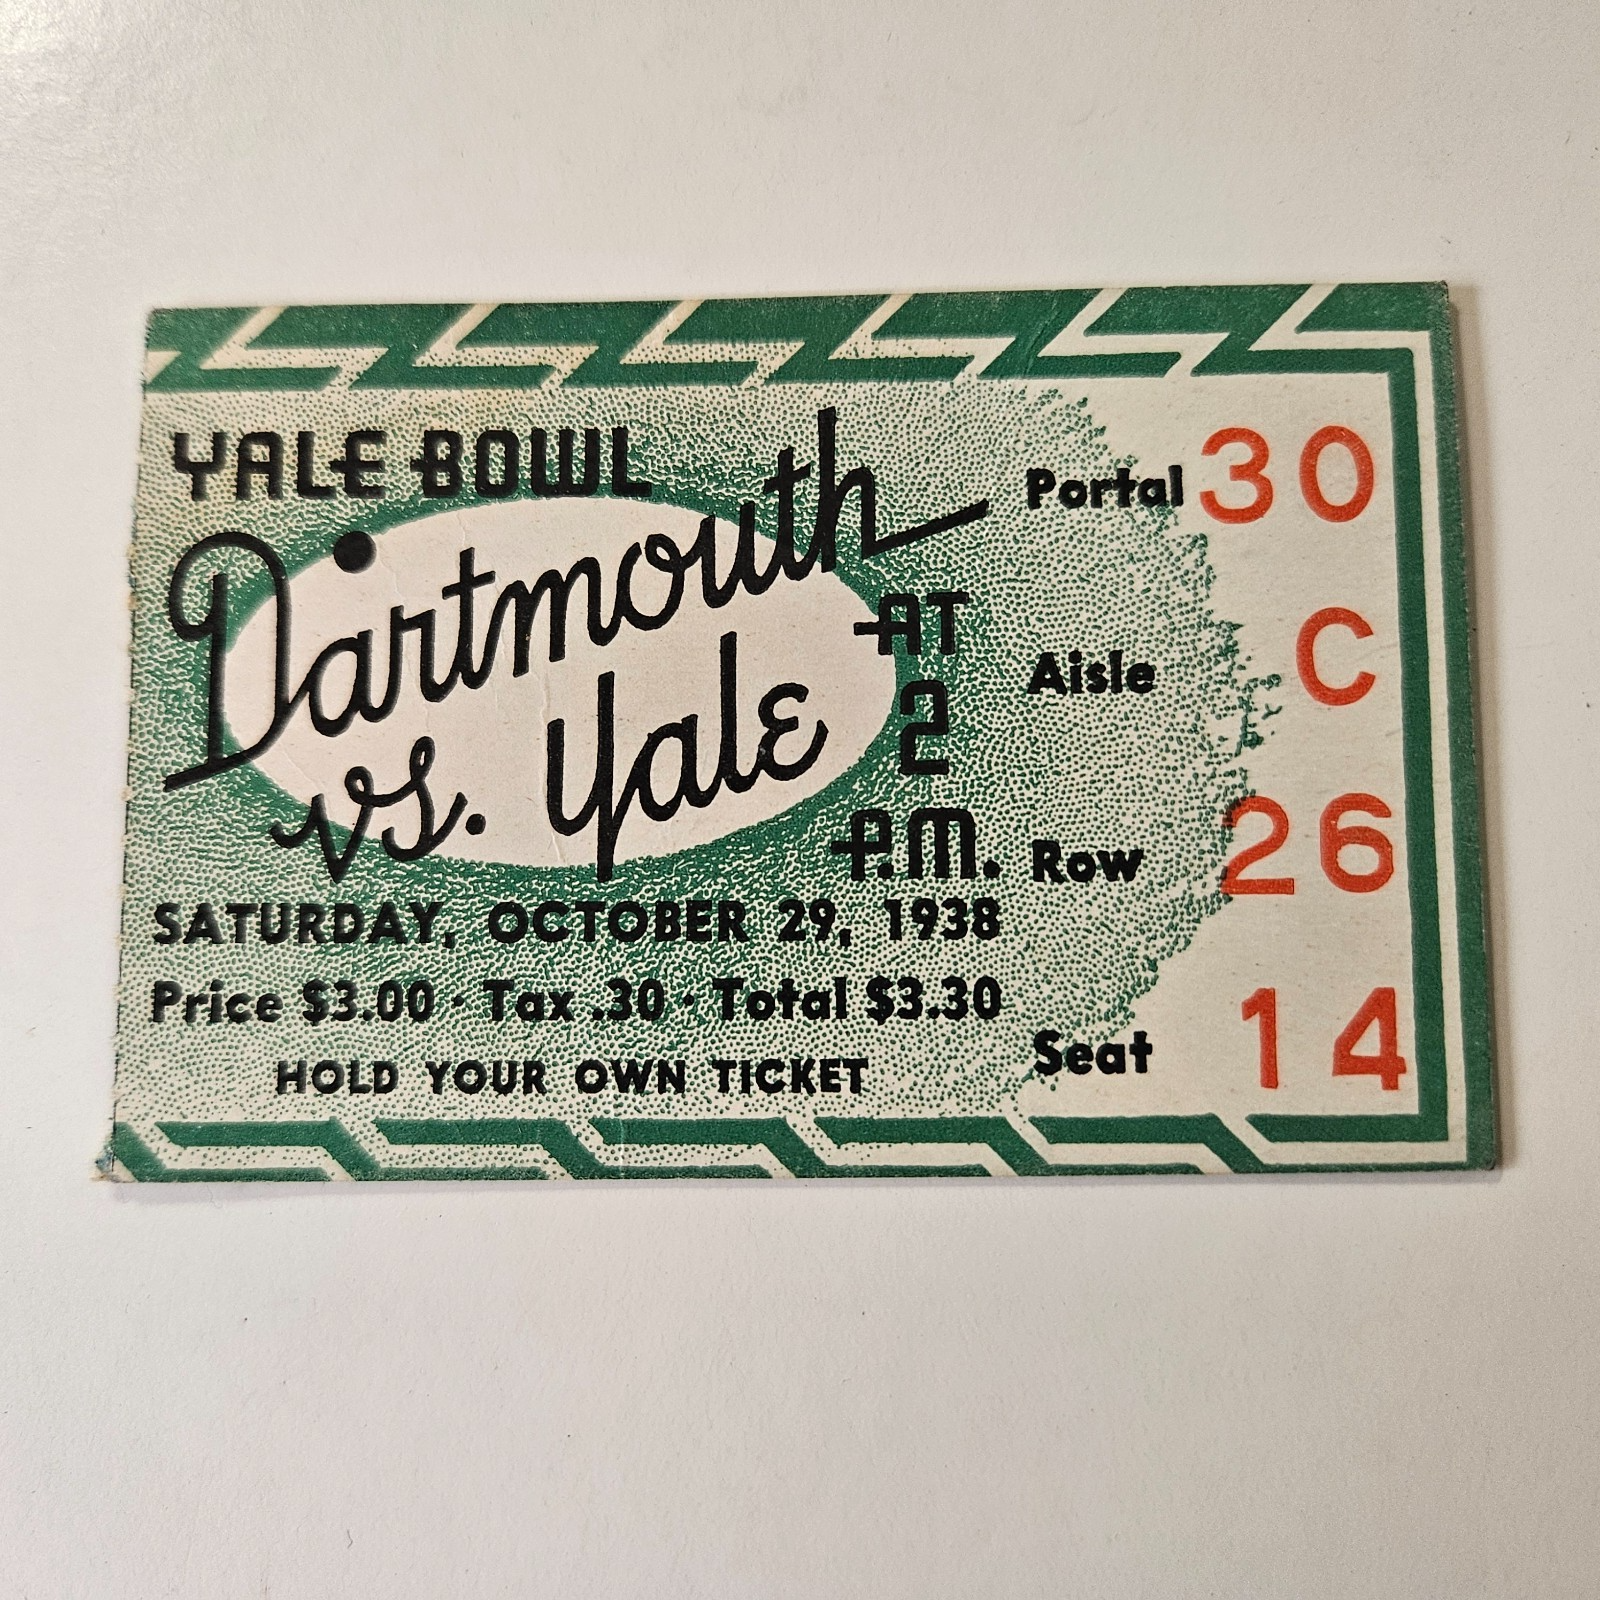 YALE BOWL
Dartmouth
vs. Yale
AT
2
P.M.
SATURDAY, OCTOBER 29, 1938
Price $3.00 · Tax .30 · Total $3.30
HOLD YOUR OWN TICKET
Portal 30
Aisle C
Row 26
Seat 14